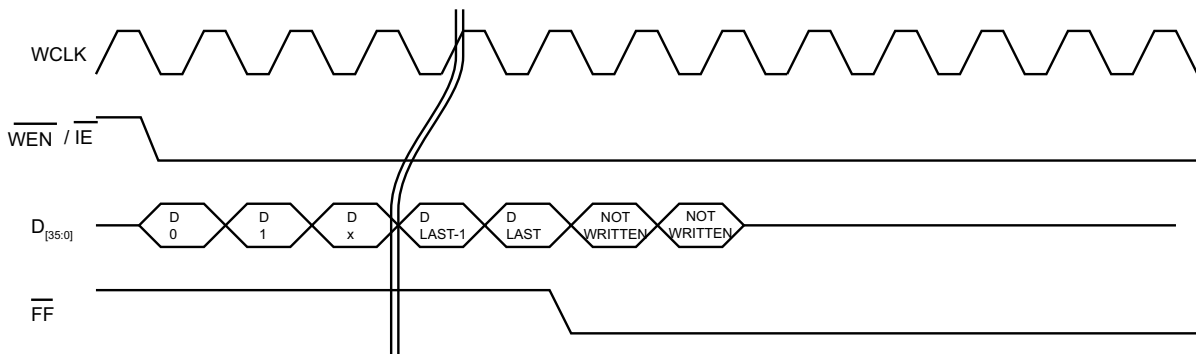 WCLK
WEN / IE
D[35:0]
D
0
D
1
D
x
D
LAST-1
D
LAST
NOT
WRITTEN
NOT
WRITTEN
FF